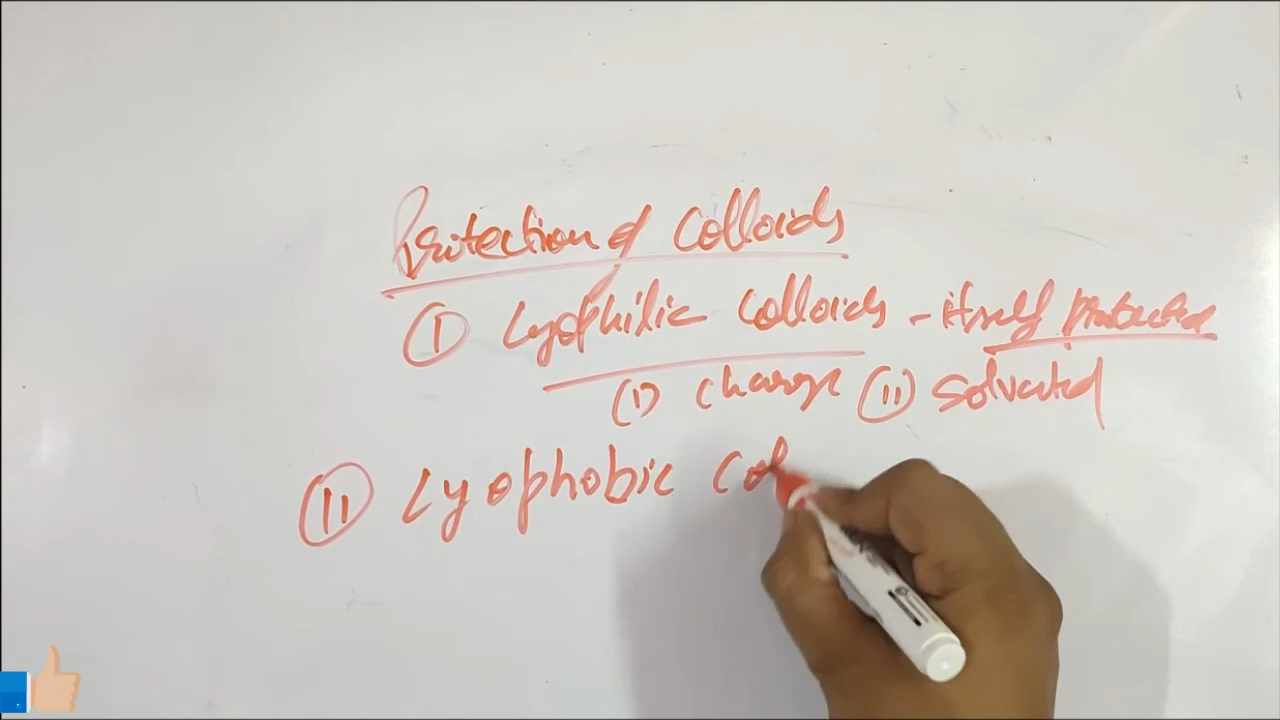 Protection of Colloids
(I) Lyophilic Colloids - itself protected
(I) Charge (II) Solvated
(II) Lyophobic Col